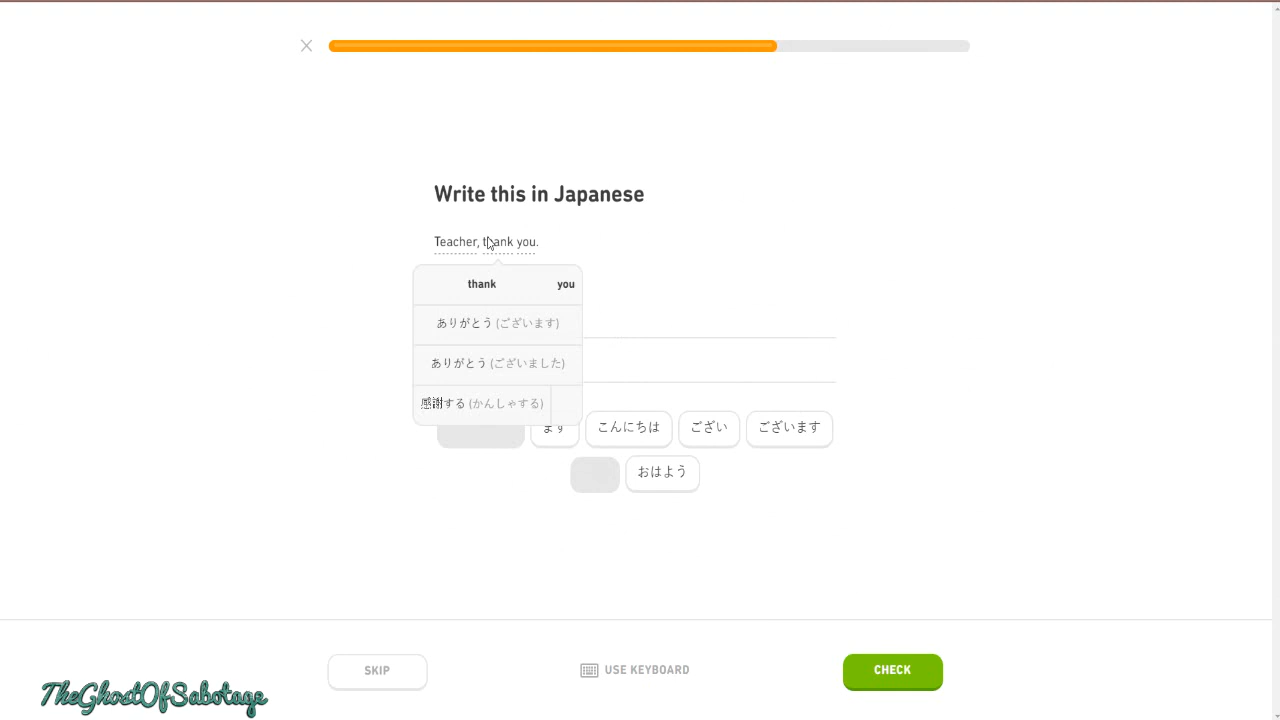 Write this in Japanese
Teacher, thank you.
thank you
ありがとう (ございます)
ありがとう (ございました)
感謝する (かんしゃする)
ます こんにちは ござい ございます
おはよう
SKIP USE KEYBOARD CHECK
TheGhostOfSabotage